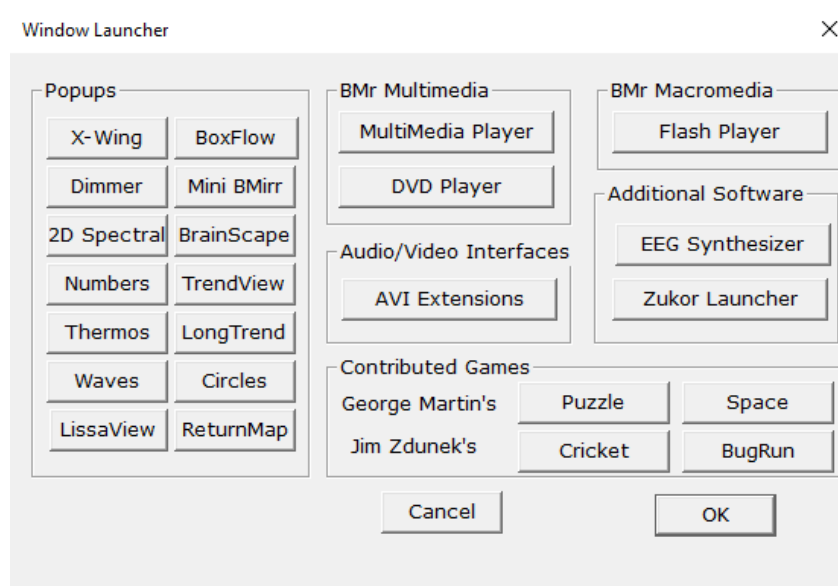 Window Launcher
Popups
X-Wing
BoxFlow
Dimmer
Mini BMirr
2D Spectral
BrainScape
Numbers
TrendView
Thermos
LongTrend
Waves
Circles
LissaView
ReturnMap
BMr Multimedia
MultiMedia Player
DVD Player
Audio/Video Interfaces
AVI Extensions
BMr Macromedia
Flash Player
Additional Software
EEG Synthesizer
Zukor Launcher
Contributed Games
George Martin's
Puzzle
Space
Jim Zdunek's
Cricket
BugRun
Cancel
OK